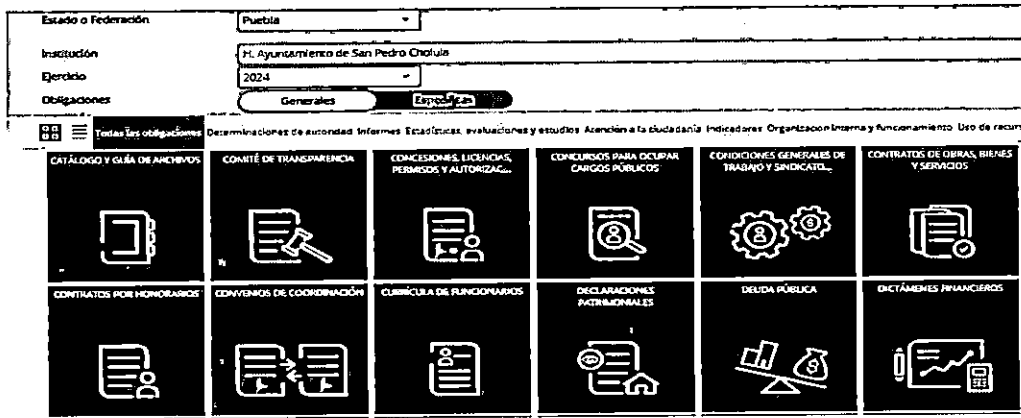 Estado o Federación
Puebla
Institución
H. Ayuntamiento de San Pedro Cholula
Ejercicio
2024
Obligaciones
Generales
Específicas
Todas las obligaciones Determinaciones de autoridad Informes Estadísticas, evaluaciones y estudios Atención a la ciudadanía Indicadores Organización interna y funcionamiento Uso de recurs
CATÁLOGO Y GUÍA DE ARCHIVOS
COMITÉ DE TRANSPARENCIA
CONCESIONES, LICENCIAS,
PERMISOS Y AUTORIZAC...
CONCURSOS PARA OCUPAR
CARGOS PÚBLICOS
CONDICIONES GENERALES DE
TRABAJO Y SINDICATO...
CONTRATOS DE OBRAS, BIENES
Y SERVICIOS
CONTRATOS POR HONORARIOS
CONVENIOS DE COORDINACIÓN
CURRÍCULA DE FUNCIONARIOS
DECLARACIONES
PATRIMONIALES
DEUDA PÚBLICA
DICTÁMENES FINANCIEROS